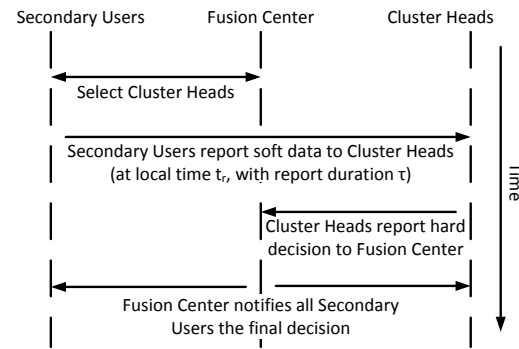 Secondary Users Fusion Center Cluster Heads
Select Cluster Heads
Secondary Users report soft data to Cluster Heads
(at local time tᵣ, with report duration τ)
Cluster Heads report hard
decision to Fusion Center
Fusion Center notifies all Secondary
Users the final decision
Time